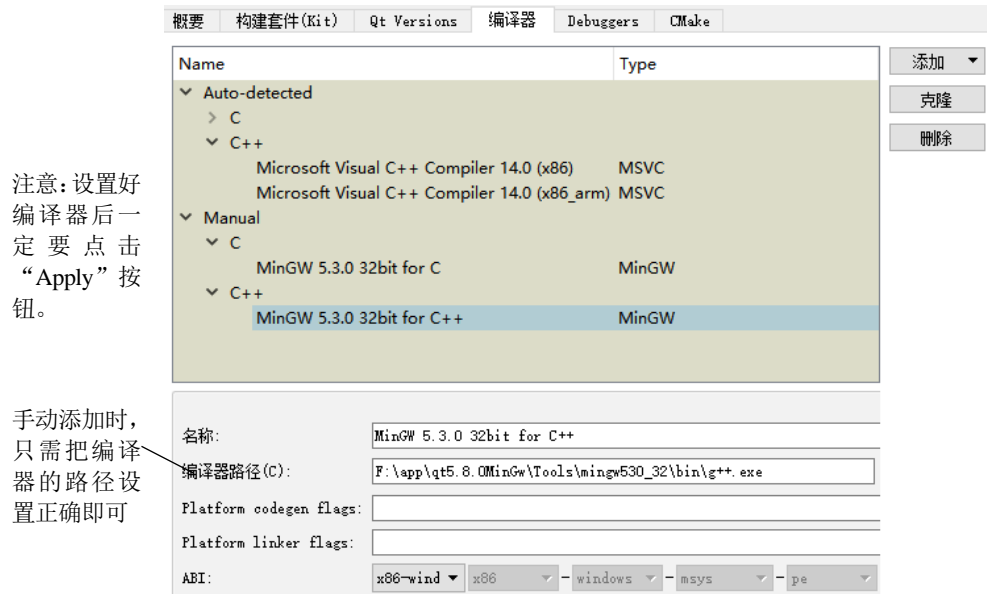 概要 构建套件(Kit) Qt Versions 编译器 Debuggers CMake
Name Type
Auto-detected
C
C++
Microsoft Visual C++ Compiler 14.0 (x86) MSVC
Microsoft Visual C++ Compiler 14.0 (x86_arm) MSVC
Manual
C
MinGW 5.3.0 32bit for C MinGW
C++
MinGW 5.3.0 32bit for C++ MinGW
添加
克隆
删除
注意:设置好
编译器后一
定要点击
“Apply”按
钮。
手动添加时,
只需把编译
器的路径设
置正确即可
名称: MinGW 5.3.0 32bit for C++
编译器路径(C): F:\app\qt5.8.0MinGw\Tools\mingw530_32\bin\g++.exe
Platform codegen flags:
Platform linker flags:
ABI: x86-wind x86 - windows - msys - pe